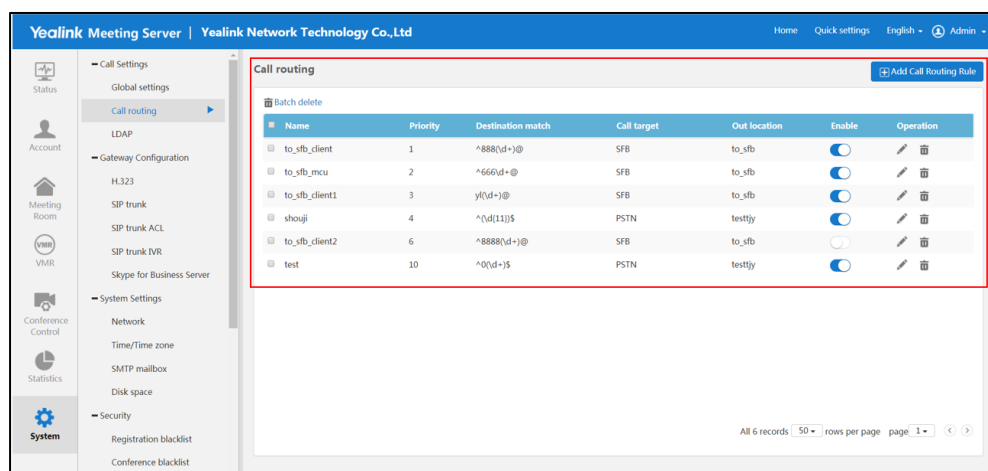 Yealink Meeting Server | Yealink Network Technology Co.,Ltd
Home Quick settings English Admin
Status
Account
Meeting Room
VMR
VMR
Conference Control
Statistics
System
Call Settings
Global settings
Call routing
LDAP
Gateway Configuration
H.323
SIP trunk
SIP trunk ACL
SIP trunk IVR
Skype for Business Server
System Settings
Network
Time/Time zone
SMTP mailbox
Disk space
Security
Registration blacklist
Conference blacklist
Call routing
Add Call Routing Rule
Batch delete
Name Priority Destination match Call target Out location Enable Operation
to_sfb_client 1 ^888(\d+)@ SFB to_sfb
to_sfb_mcu 2 ^666\d+@ SFB to_sfb
to_sfb_client1 3 yl(\d+)@ SFB to_sfb
shouji 4 ^(\d{11})$ PSTN testtjy
to_sfb_client2 6 ^8888(\d+)@ SFB to_sfb
test 10 ^0(\d+)$ PSTN testtjy
All 6 records 50 rows per page page 1